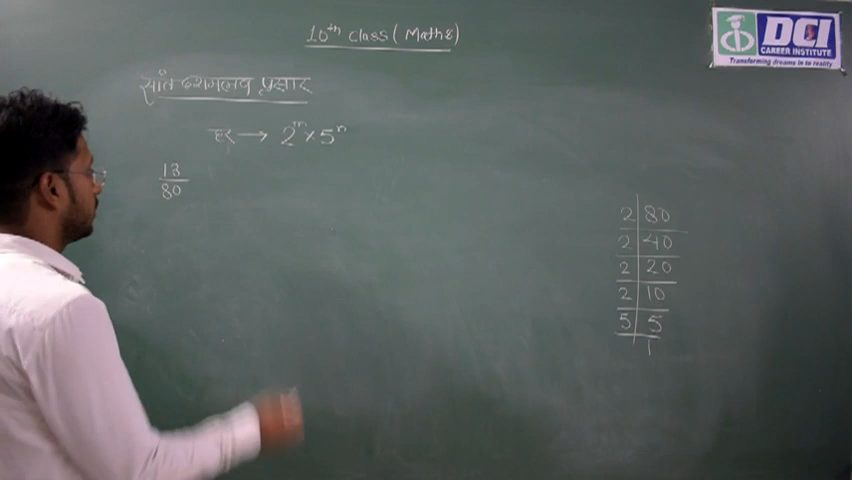 10th class (Maths)
DCI
CAREER INSTITUTE
Transforming dreams in to reality
सांत दशमलव प्रसार
हर → 2^m × 5^n
13/80
2 | 80
2 | 40
2 | 20
2 | 10
5 | 5
1